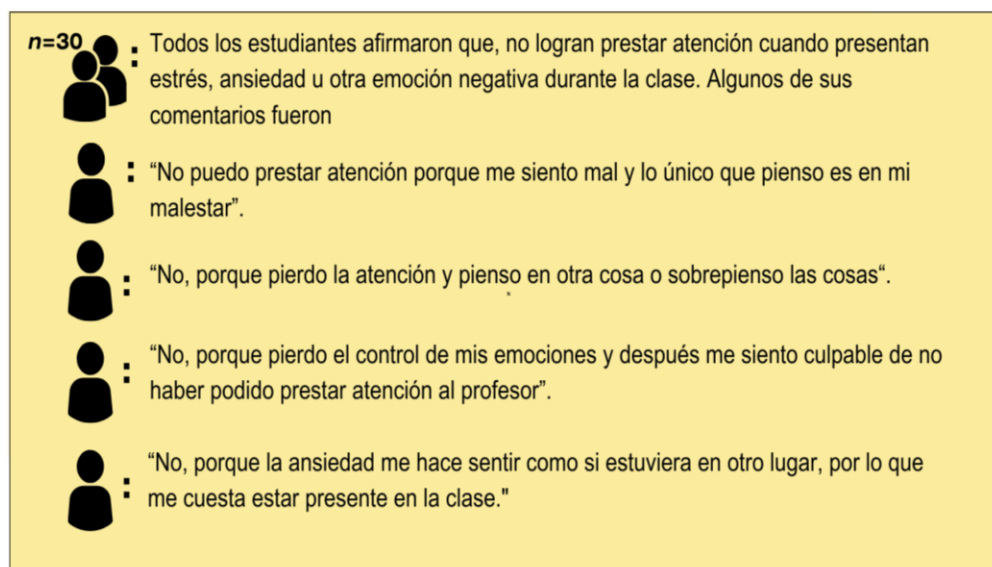 n=30
: Todos los estudiantes afirmaron que, no logran prestar atención cuando presentan
estrés, ansiedad u otra emoción negativa durante la clase. Algunos de sus
comentarios fueron
: “No puedo prestar atención porque me siento mal y lo único que pienso es en mi
malestar”.
: “No, porque pierdo la atención y pienso en otra cosa o sobrepienso las cosas“.
: “No, porque pierdo el control de mis emociones y después me siento culpable de no
haber podido prestar atención al profesor”.
: “No, porque la ansiedad me hace sentir como si estuviera en otro lugar, por lo que
me cuesta estar presente en la clase."